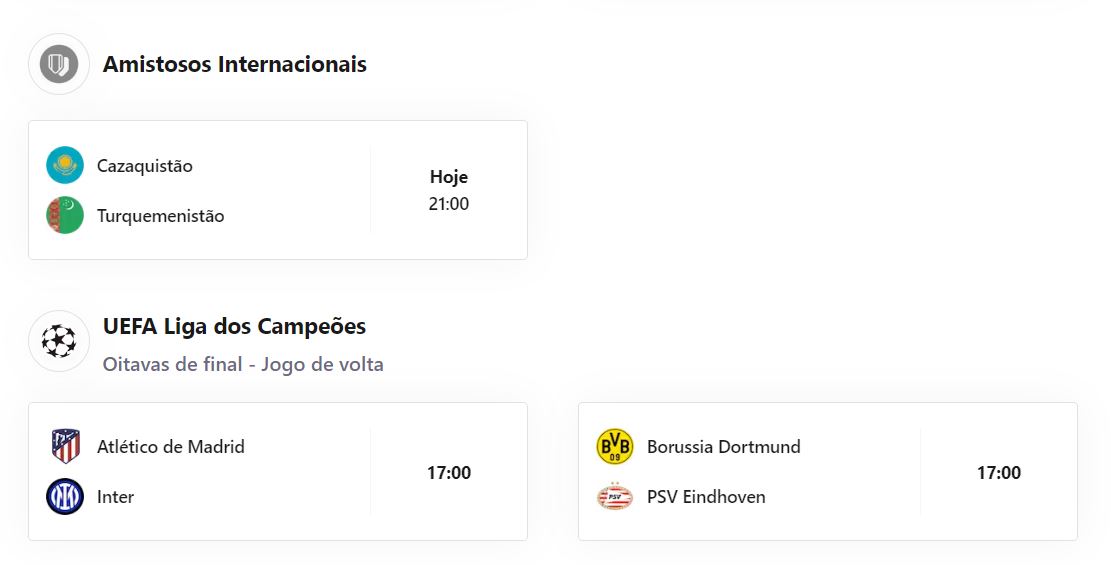 Amistosos Internacionais
Cazaquistão
Turquemenistão
Hoje
21:00
UEFA Liga dos Campeões
Oitavas de final - Jogo de volta
Atlético de Madrid
Inter
17:00
BVB
09
Borussia Dortmund
PSV
PSV Eindhoven
17:00